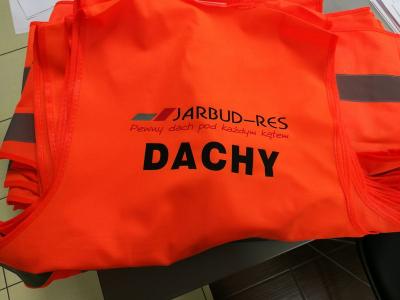 JARBUD-RES
Pewny dach pod każdym kątem
DACHY